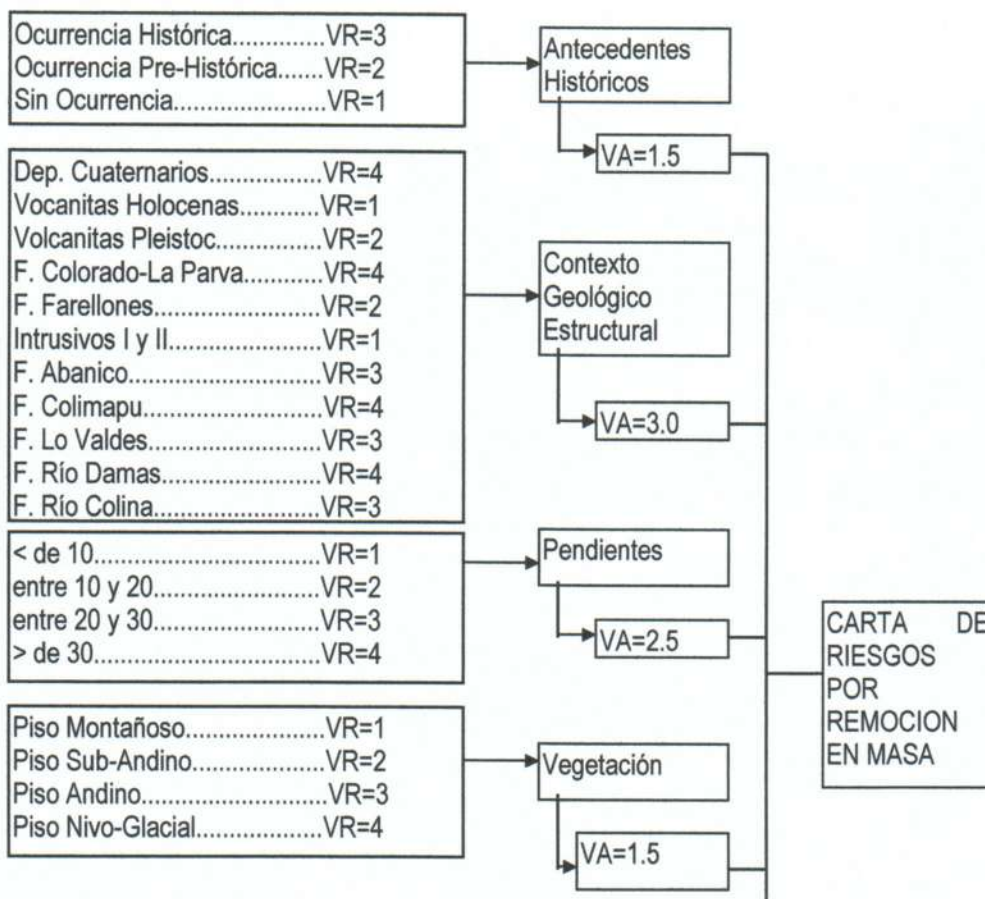 Ocurrencia Histórica..............VR=3
Ocurrencia Pre-Histórica.......VR=2
Sin Ocurrencia.....................VR=1
Antecedentes
Históricos
VA=1.5
Dep. Cuaternarios.................VR=4
Vocanitas Holocenas............VR=1
Volcanitas Pleistoc................VR=2
F. Colorado-La Parva............VR=4
F. Farellones.........................VR=2
Intrusivos I y II.......................VR=1
F. Abanico.............................VR=3
F. Colimapu...........................VR=4
F. Lo Valdes..........................VR=3
F. Río Damas........................VR=4
F. Río Colina.........................VR=3
Contexto
Geológico
Estructural
VA=3.0
< de 10..................................VR=1
entre 10 y 20.........................VR=2
entre 20 y 30.........................VR=3
> de 30..................................VR=4
Pendientes
VA=2.5
Piso Montañoso.....................VR=1
Piso Sub-Andino....................VR=2
Piso Andino............................VR=3
Piso Nivo-Glacial...................VR=4
Vegetación
VA=1.5
CARTA DE
RIESGOS
POR
REMOCION
EN MASA